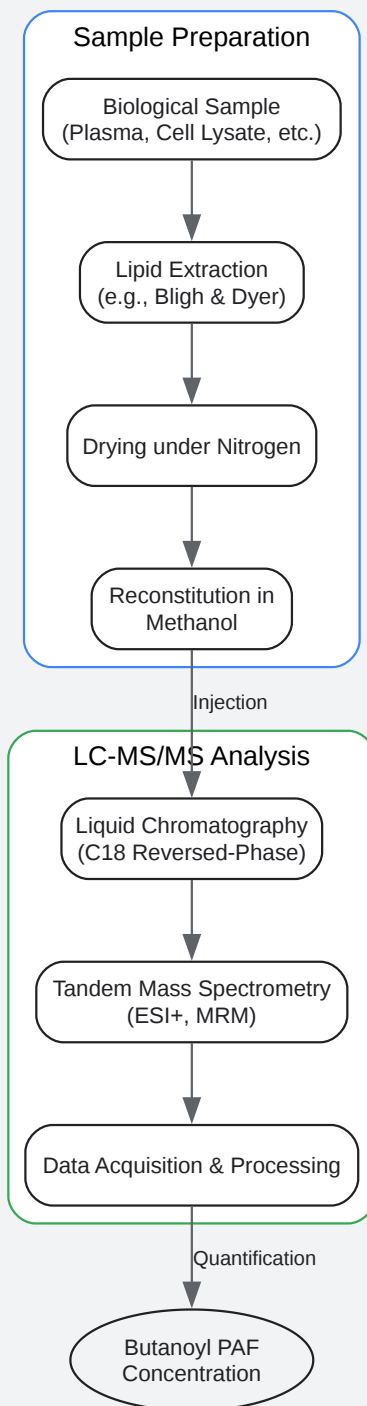 Sample Preparation
Biological Sample
(Plasma, Cell Lysate, etc.)
Lipid Extraction
(e.g., Bligh & Dyer)
Drying under Nitrogen
Reconstitution in
Methanol
Injection
LC-MS/MS Analysis
Liquid Chromatography
(C18 Reversed-Phase)
Tandem Mass Spectrometry
(ESI+, MRM)
Data Acquisition & Processing
Quantification
Butanoyl PAF
Concentration